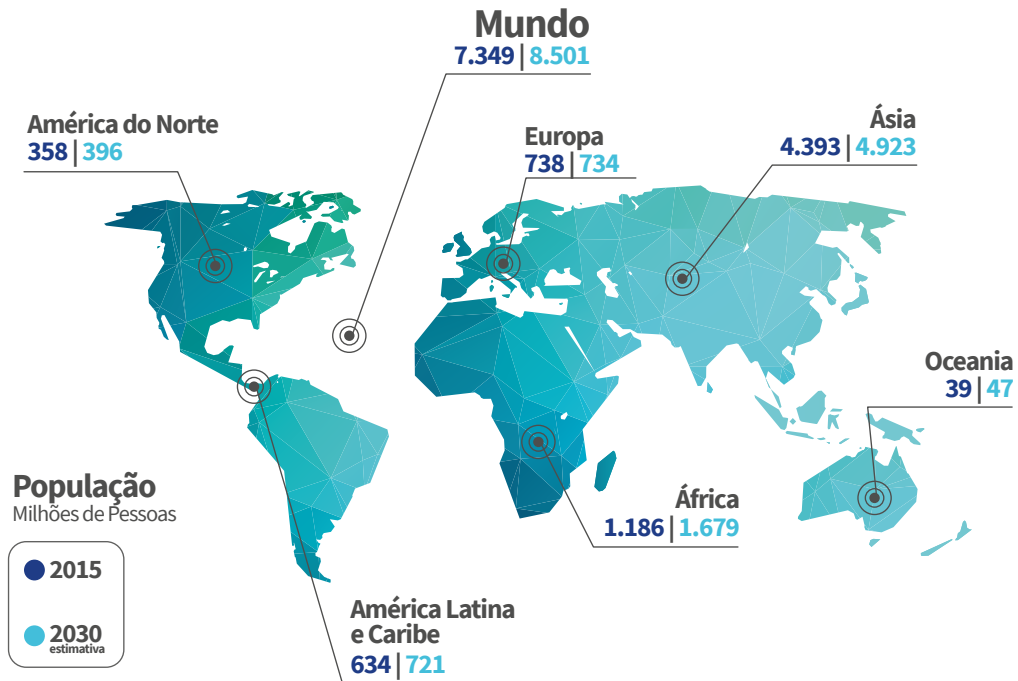 Mundo
7.349 | 8.501
América do Norte
358 | 396
Europa
738 | 734
Ásia
4.393 | 4.923
Oceania
39 | 47
População
Milhões de Pessoas
2015
2030
estimativa
África
1.186 | 1.679
América Latina
e Caribe
634 | 721